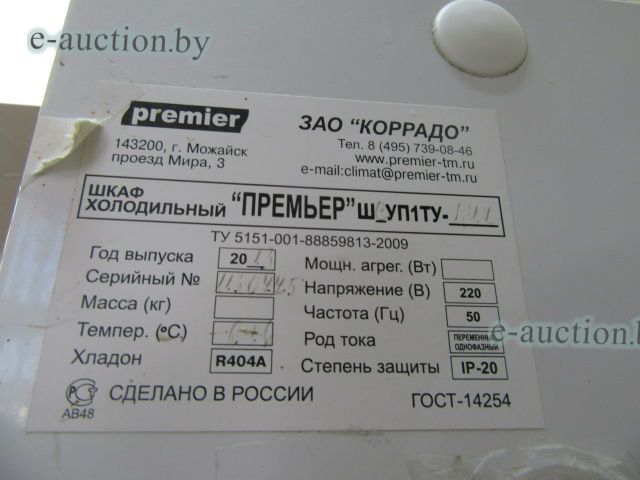 e-auction.by
premier
143200, г. Можайск
проезд Мира, 3
ЗАО "КОРРАДО"
Тел. 8 (495) 739-08-46
www.premier-tm.ru
e-mail:climat@premier-tm.ru
ШКАФ ХОЛОДИЛЬНЫЙ "ПРЕМЬЕР" Ш УП1ТУ-
ТУ 5151-001-88859813-2009
Год выпуска 20
Серийный №
Масса (кг)
Темпер. (°С)
Хладон R404A
Мощн. агрег. (Вт)
Напряжение (В) 220
Частота (Гц) 50
Род тока ПЕРЕМЕННЫЙ ОДНОФАЗНЫЙ
Степень защиты IP-20
e-auction.by
АВ48
СДЕЛАНО В РОССИИ
ГОСТ-14254